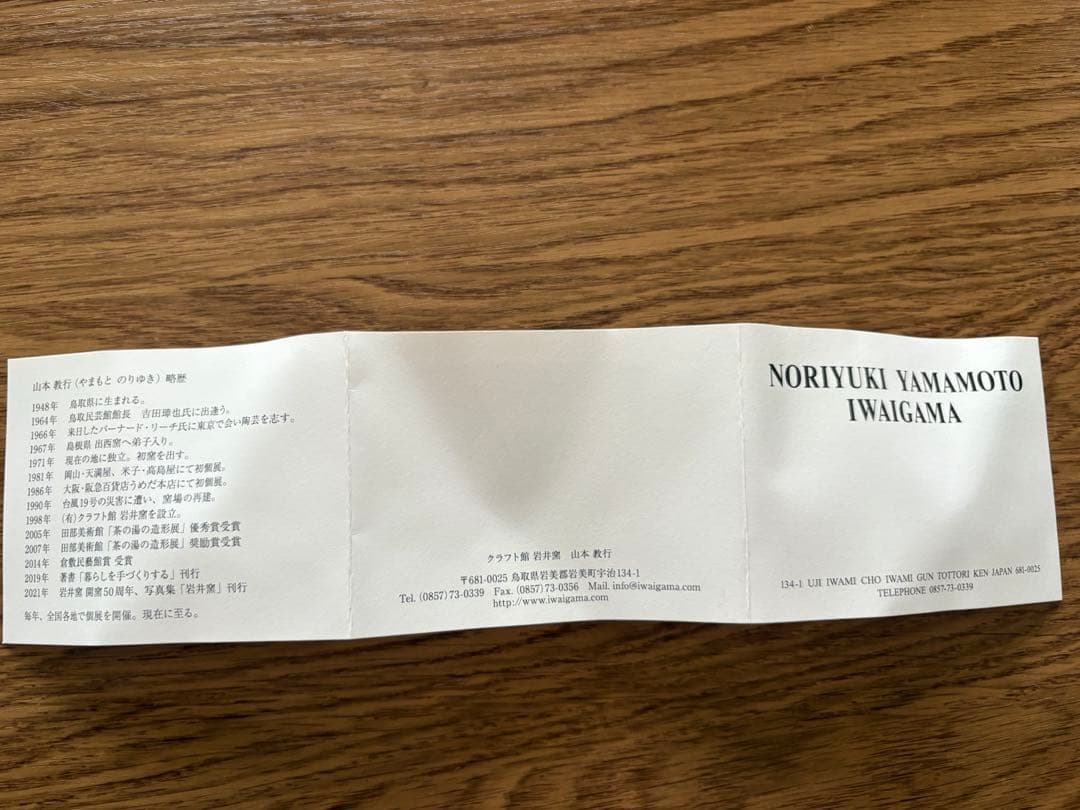 山本 教行(やまもと のりゆき)略歴
1948年 鳥取県に生まれる。
1964年 鳥取民芸館館長 吉田璋也氏に出逢う。
1966年 来日したバーナード・リーチ氏に東京で会い陶芸を志す。
1967年 島根県 出西窯へ弟子入り。
1971年 現在の地に独立。初窯を出す。
1981年 岡山・天満屋、米子・高島屋にて初個展。
1986年 大阪・阪急百貨店うめだ本店にて初個展。
1990年 台風19号の災害に遭い、窯場の再建。
1998年 (有)クラフト館 岩井窯を設立。
2005年 田部美術館「茶の湯の造形展」優秀賞受賞
2007年 田部美術館「茶の湯の造形展」奨励賞受賞
2014年 倉敷民藝館賞 受賞
2019年 著書「暮らしを手づくりする」刊行
2021年 岩井窯 開窯50周年、写真集「岩井窯」刊行
毎年、全国各地で個展を開催。現在に至る。
クラフト館 岩井窯 山本 教行
〒681-0025 鳥取県岩美郡岩美町宇治134-1
Tel. (0857)73-0339 Fax. (0857)73-0356 Mail. info@iwaigama.com
http://www.iwaigama.com
NORIYUKI YAMAMOTO
IWAIGAMA
134-1 UJI IWAMI CHO IWAMI GUN TOTTORI KEN JAPAN 681-0025
TELEPHONE 0857-73-0339